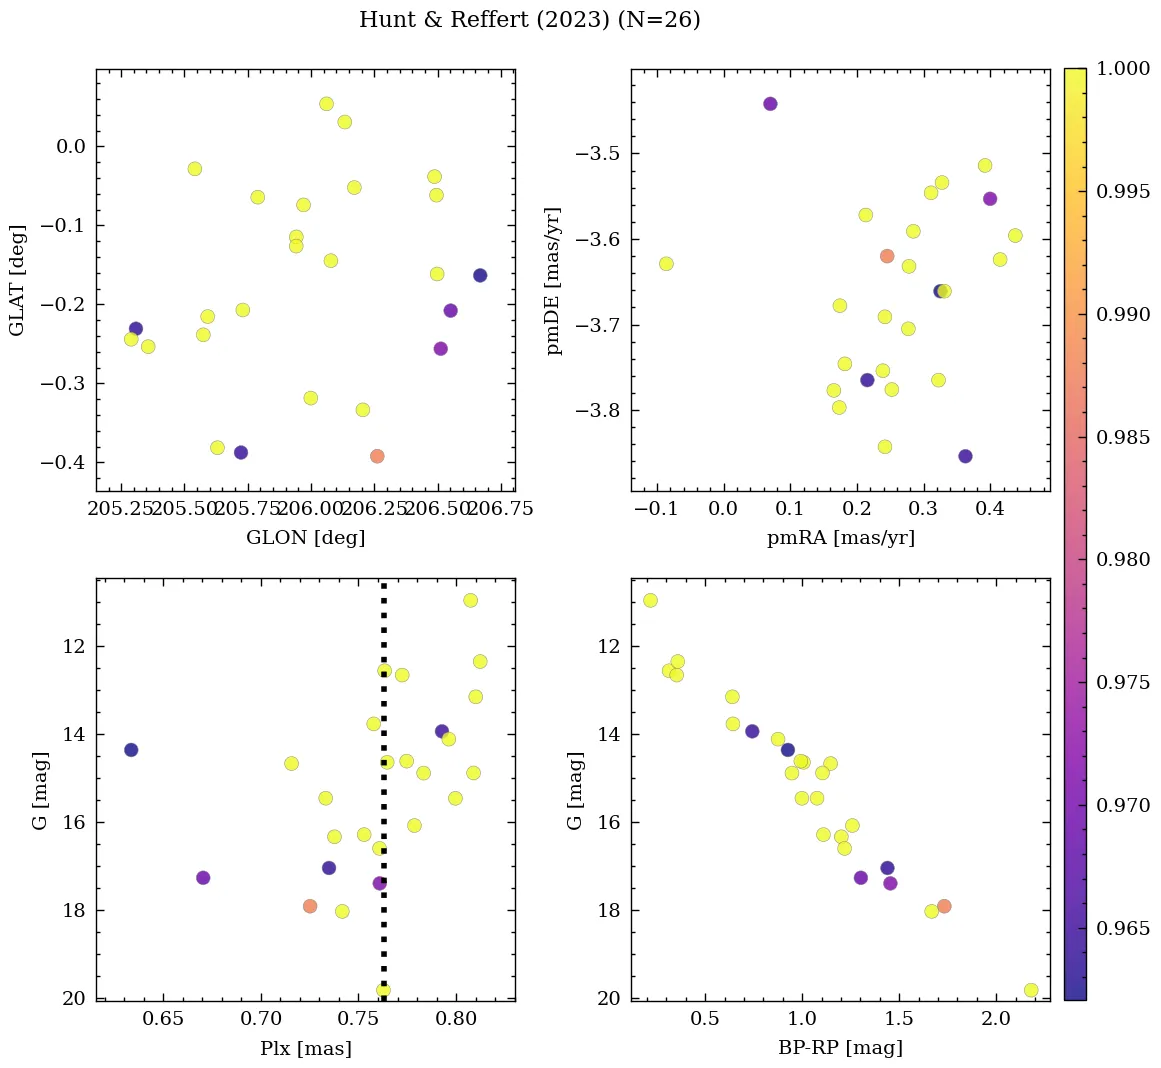 Hunt & Reffert (2023) (N=26)
0.0
−0.1
−0.2
−0.3
−0.4
GLAT [deg]
205.25 205.50 205.75 206.00 206.25 206.50 206.75
GLON [deg]
−3.5
−3.6
−3.7
−3.8
pmDE [mas/yr]
−0.1 0.0 0.1 0.2 0.3 0.4
pmRA [mas/yr]
12
14
16
18
20
G [mag]
0.65 0.70 0.75 0.80
Plx [mas]
12
14
16
18
20
G [mag]
0.5 1.0 1.5 2.0
BP-RP [mag]
1.000
0.995
0.990
0.985
0.980
0.975
0.970
0.965